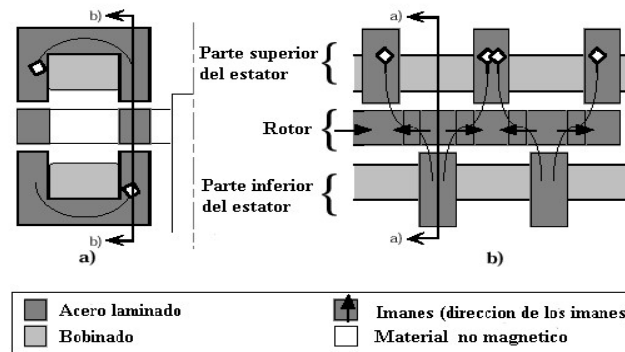 b)
a)
Parte superior
del estator
Rotor
Parte inferior
del estator
b)
a)
a)
b)
Acero laminado
Bobinado
Imanes (direccion de los imanes
Material no magnetico